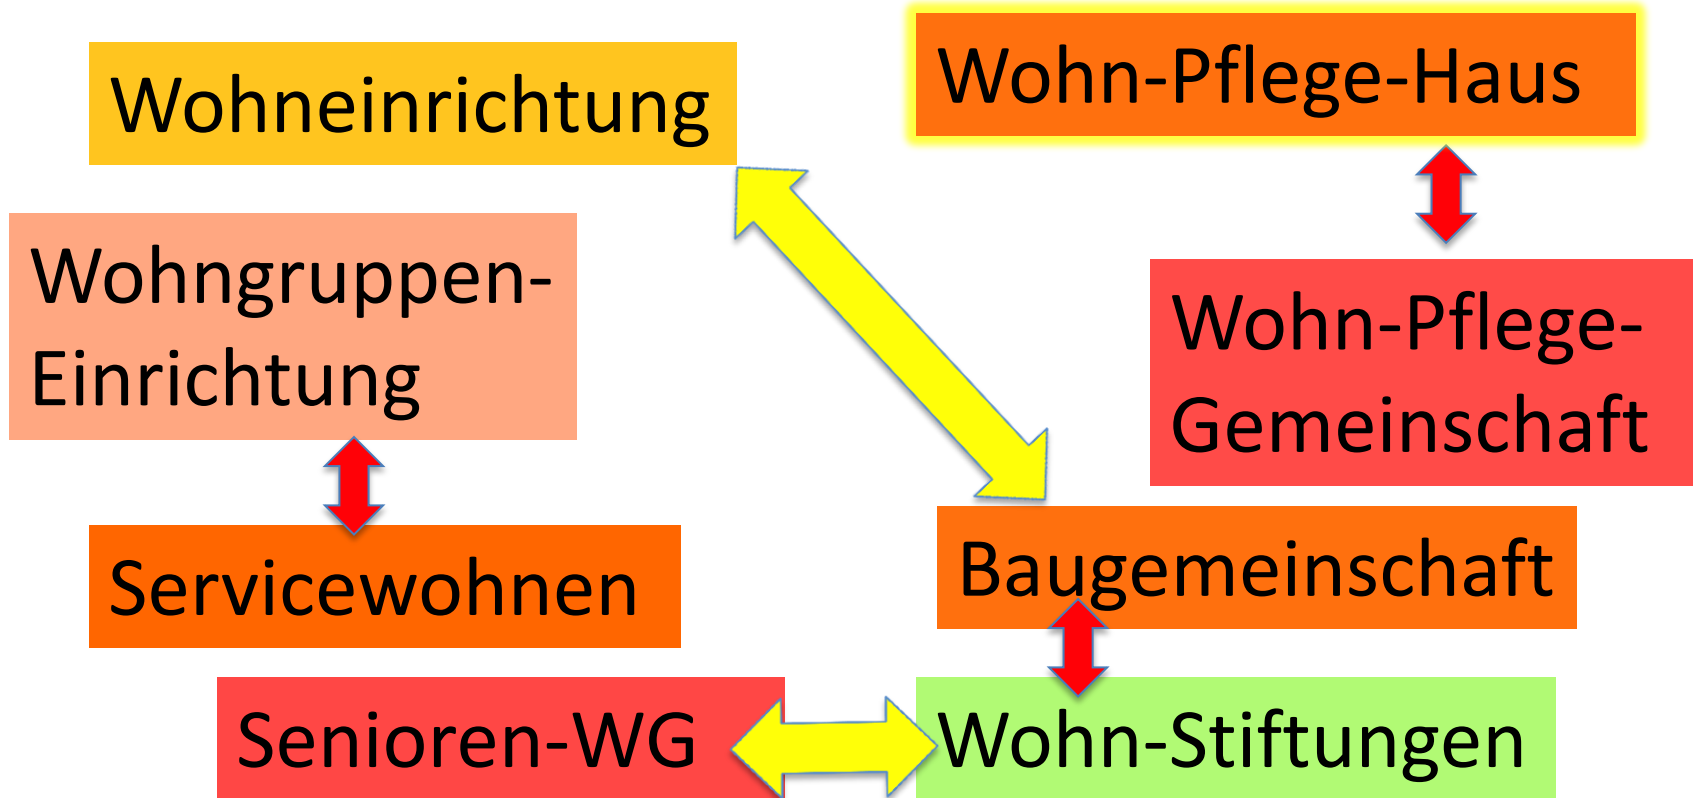 Wohneinrichtung
Wohn-Pflege-Haus
Wohngruppen-
Einrichtung
Wohn-Pflege-
Gemeinschaft
Servicewohnen
Baugemeinschaft
Senioren-WG
Wohn-Stiftungen